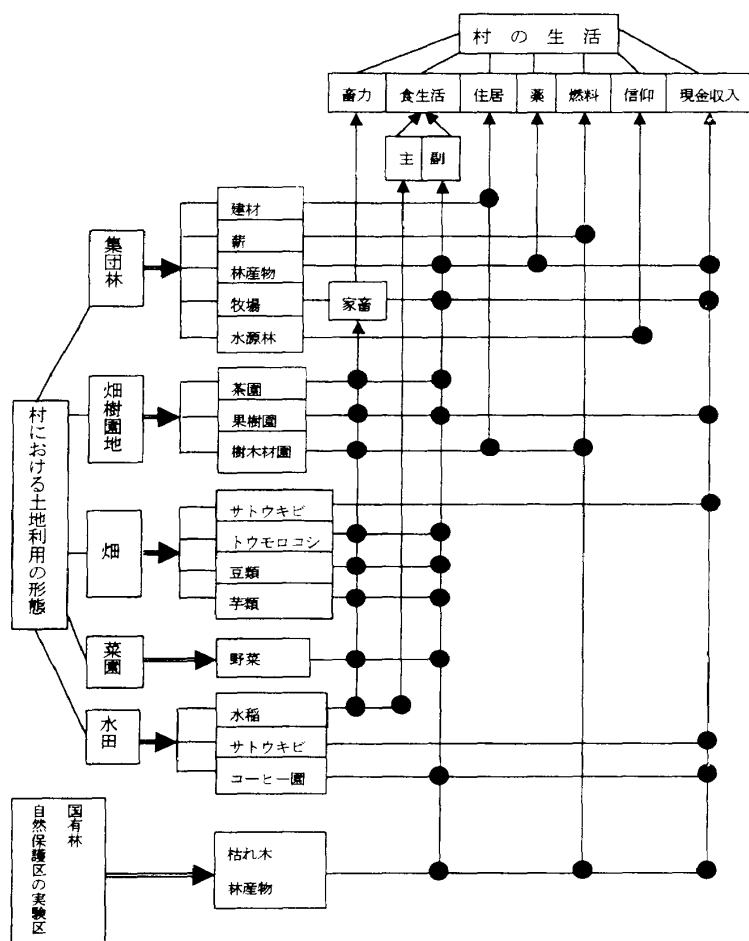 村の生活
畜力 食生活 住居 薬 燃料 信仰 現金収入
主 副
村における土地利用の形態
集団林
建材
薪
林産物
牧場 家畜
水源林
畑樹園地
茶園
果樹園
樹木材園
畑
サトウキビ
トウモロコシ
豆類
芋類
菜園
野菜
水田
水稲
サトウキビ
コーヒー園
国有林
自然保護区の実験区
枯れ木
林産物